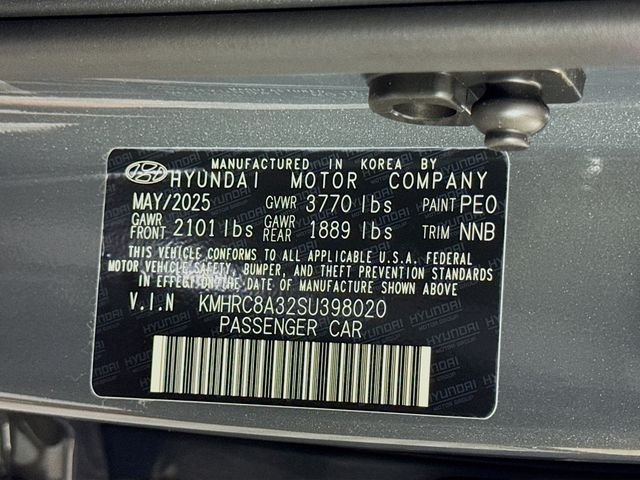 MANUFACTURED IN KOREA BY
HYUNDAI MOTOR COMPANY
MAY/2025 GVWR 3770 lbs PAINT PEO
GAWR FRONT 2101 lbs GAWR REAR 1889 lbs TRIM NNB
THIS VEHICLE CONFORMS TO ALL APPLICABLE U.S.A. FEDERAL
MOTOR VEHICLE SAFETY, BUMPER, AND THEFT PREVENTION STANDARDS
IN EFFECT ON THE DATE OF MANUFACTURE SHOWN ABOVE
V.I.N KMHRC8A32SU398020
PASSENGER CAR